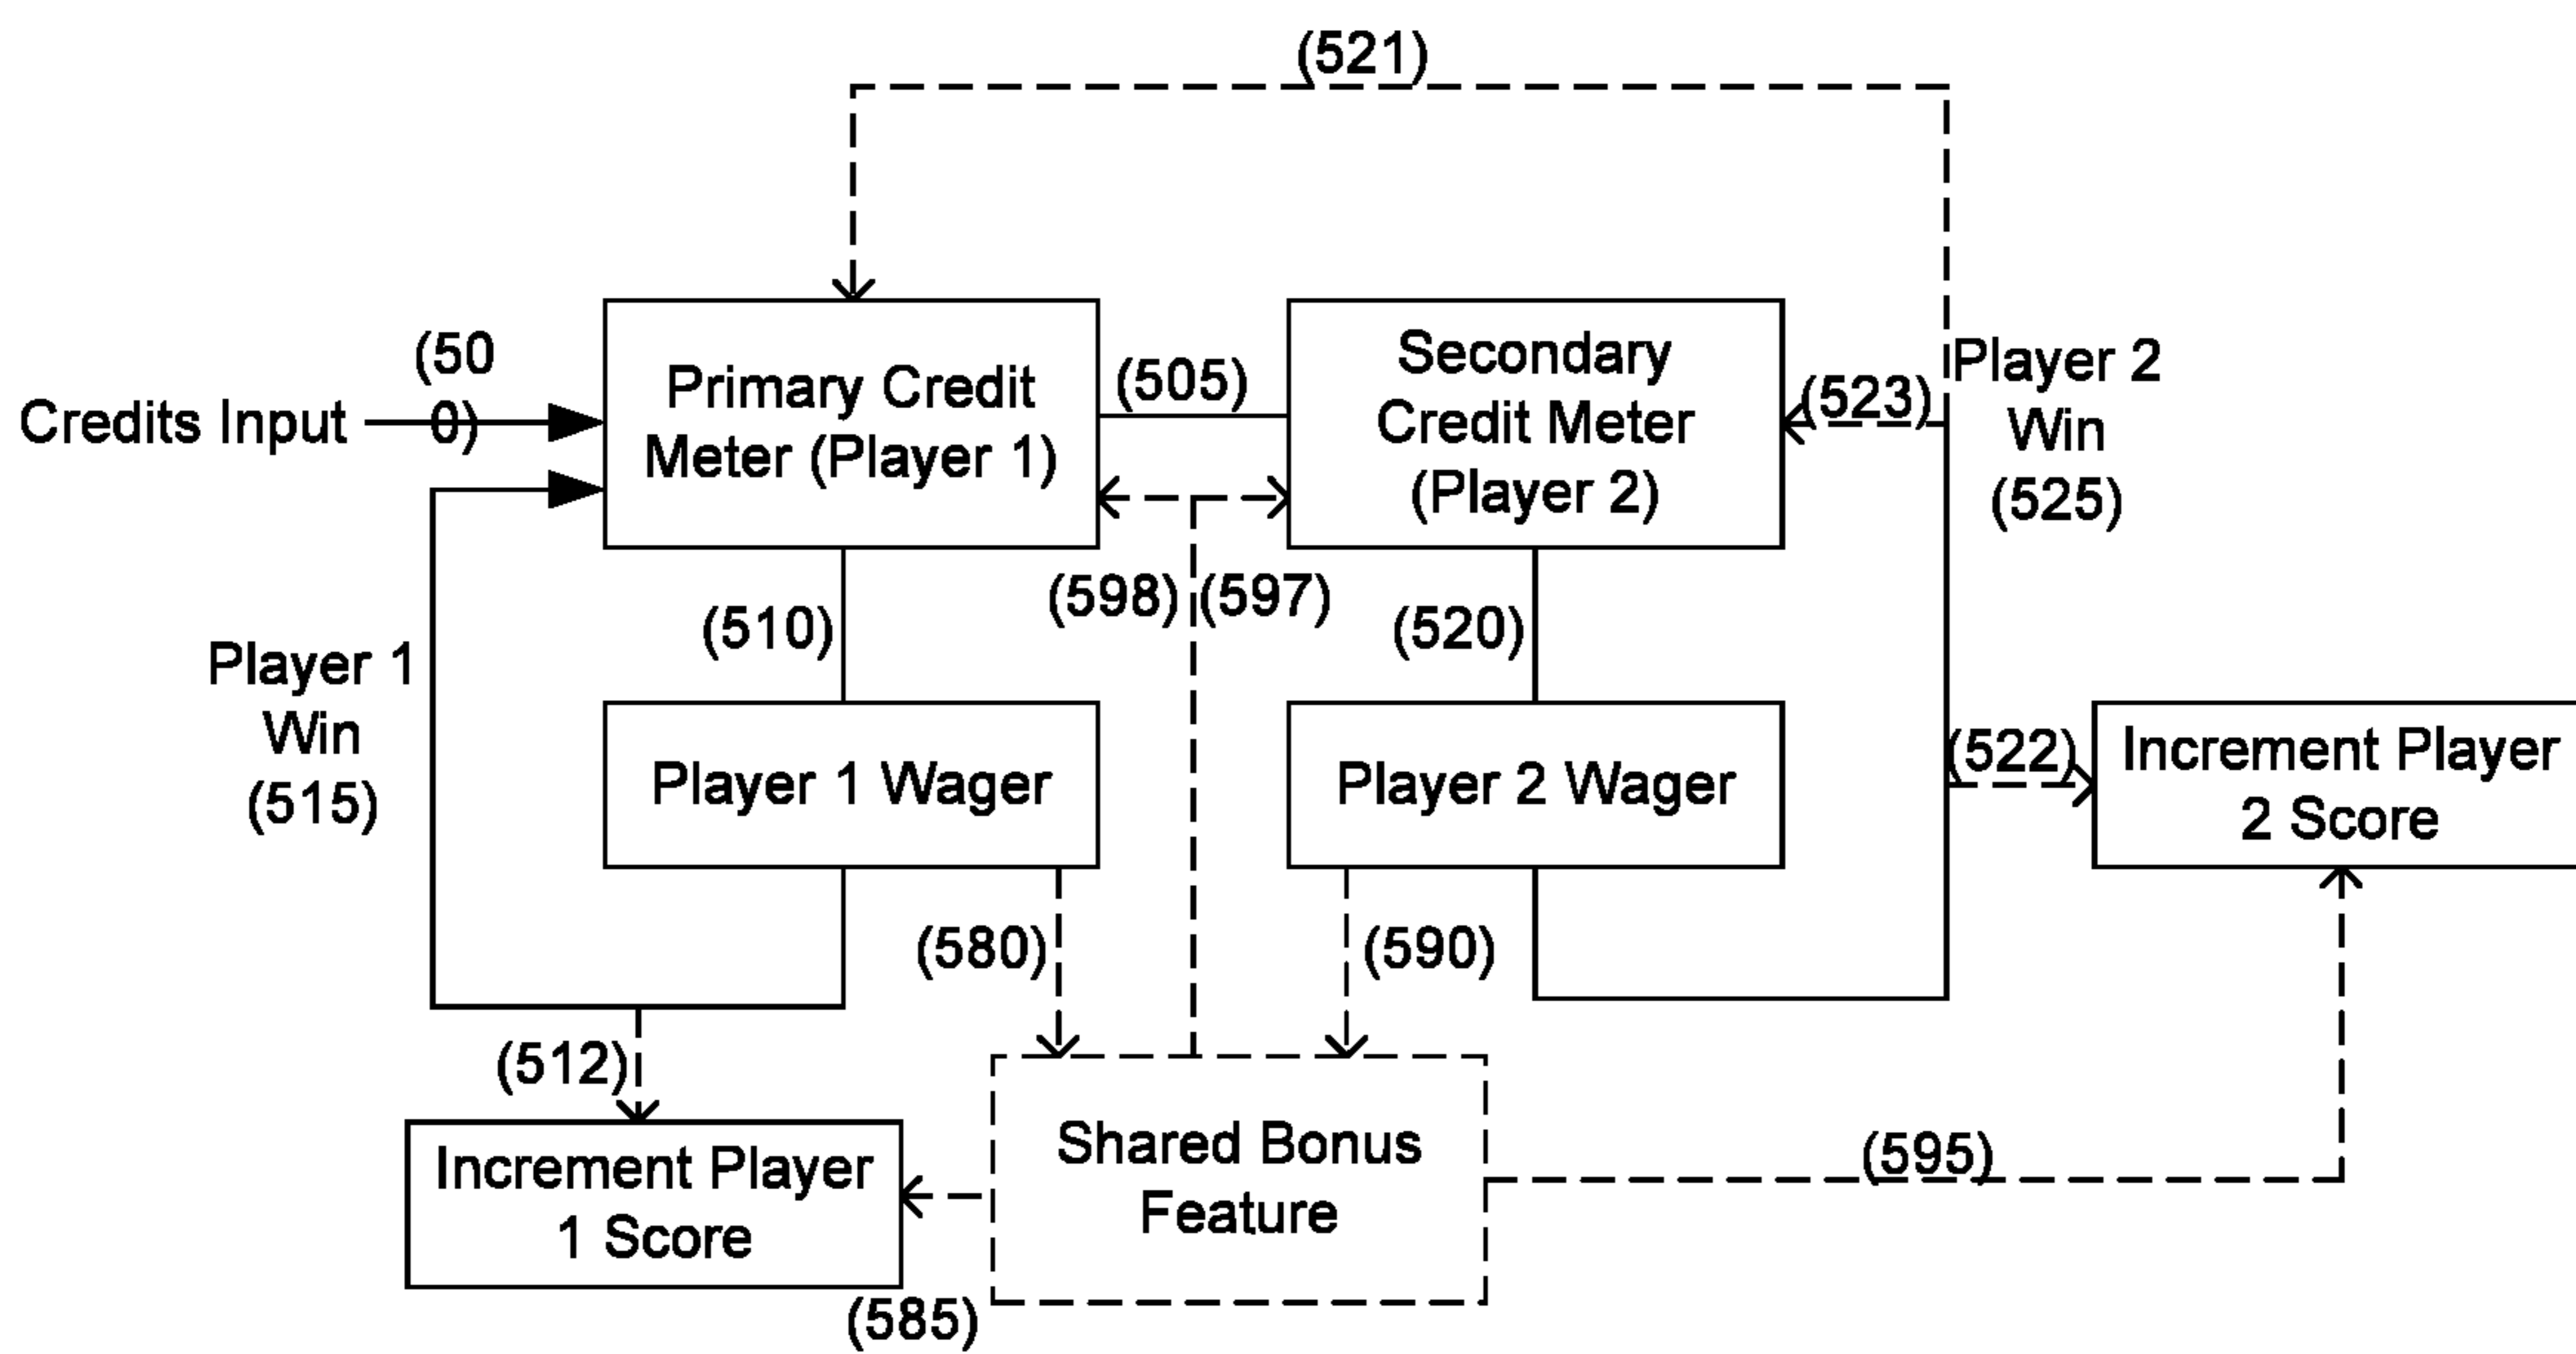 (521)
(50
0)
Credits Input
Primary Credit
Meter (Player 1)
(505)
Secondary
Credit Meter
(Player 2)
(523)
Player 2
Win
(525)
(598)
(597)
(510)
(520)
Player 1
Win
(515)
Player 1 Wager
Player 2 Wager
(522)
Increment Player
2 Score
(580)
(590)
(512)
Increment Player
1 Score
Shared Bonus
Feature
(595)
(585)